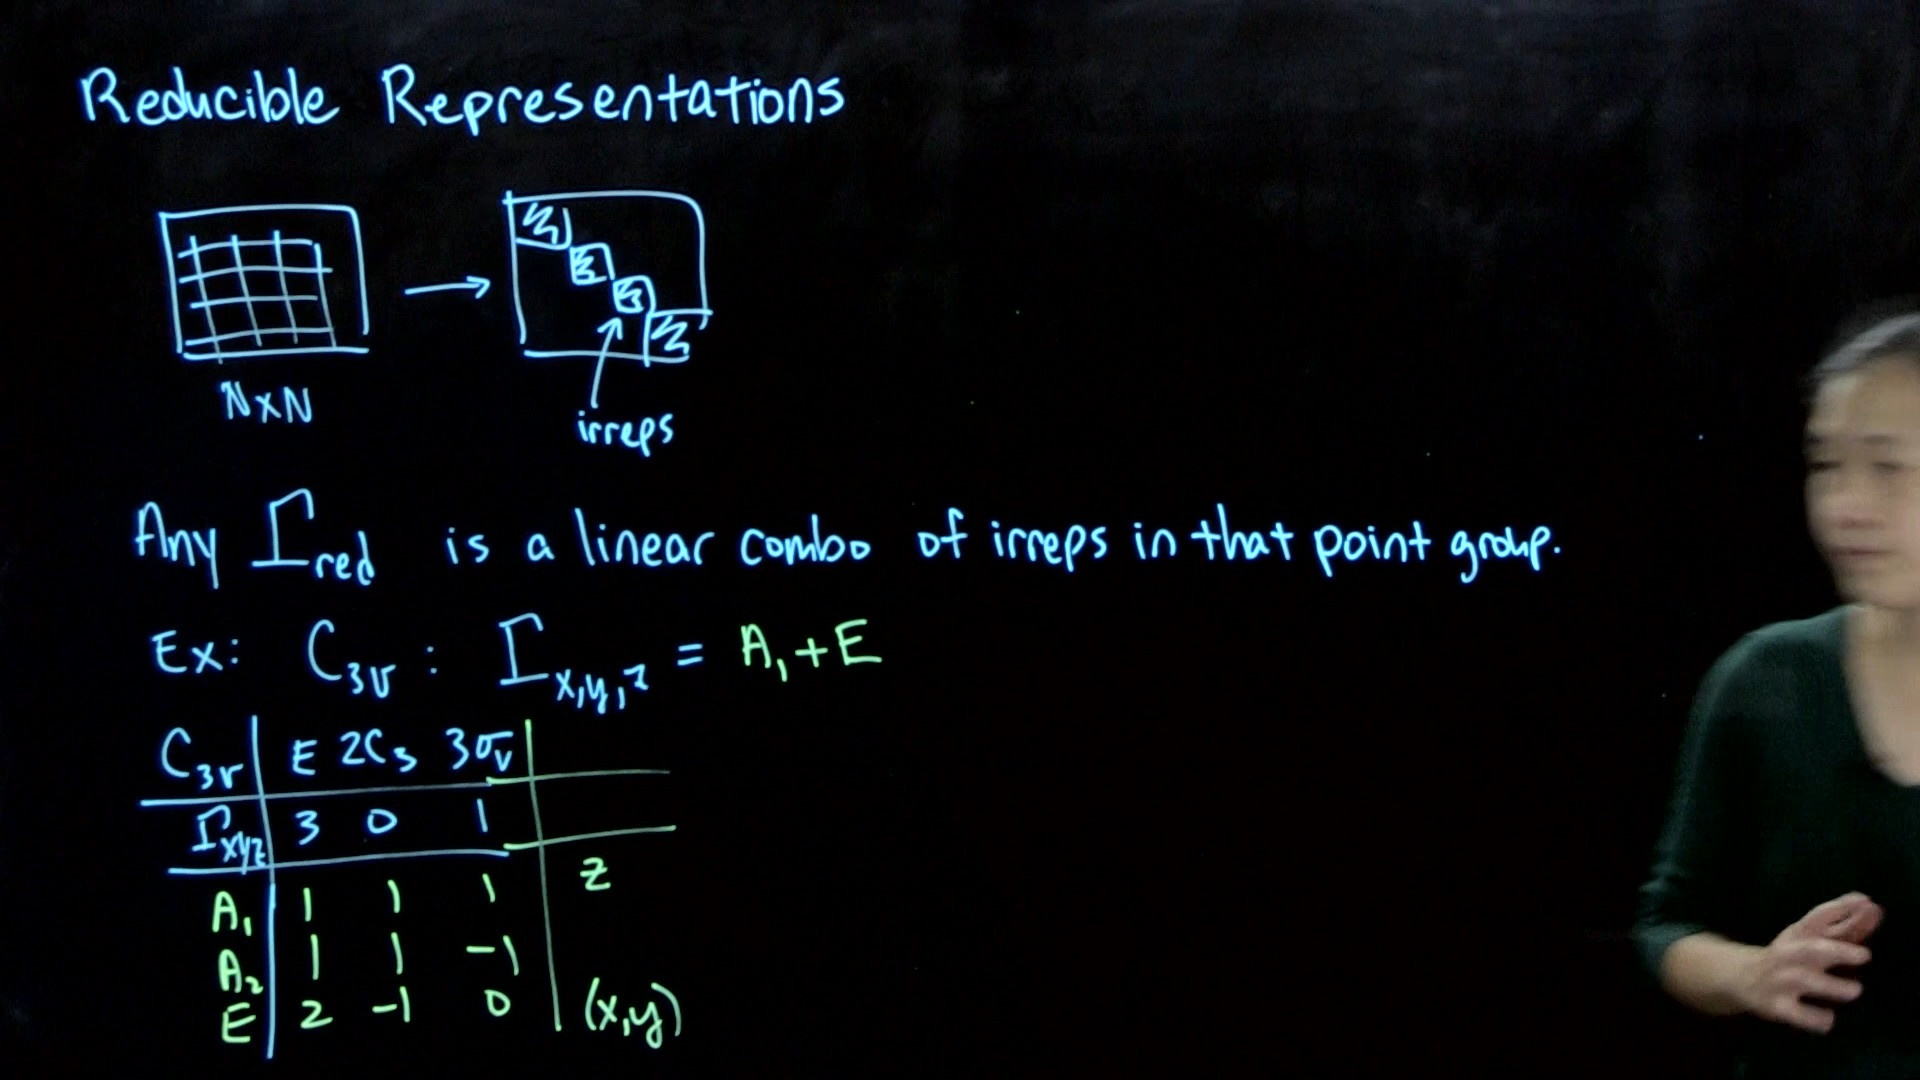 Reducible Representations
N×N
irreps
Any Γred is a linear combo of irreps in that point group.
Ex: C3v : Γx,y,z = A1 + E
C3v E 2C3 3σv
Γxyz 3 0 1
A1 1 1 1 z
A2 1 1 -1
E 2 -1 0 (x,y)